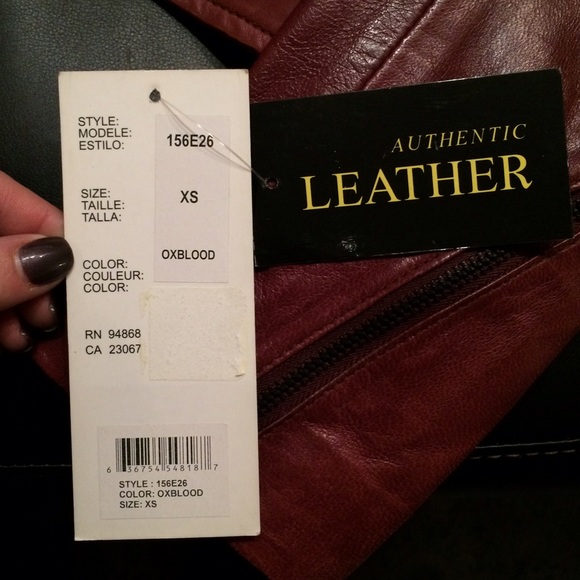 STYLE:
MODELE:
ESTILO:
156E26
SIZE:
TAILLE:
TALLA:
XS
COLOR:
COULEUR:
COLOR:
OXBLOOD
RN 94868
CA 23067
6 36754 54818 7
STYLE : 156E26
COLOR: OXBLOOD
SIZE: XS
AUTHENTIC
LEATHER